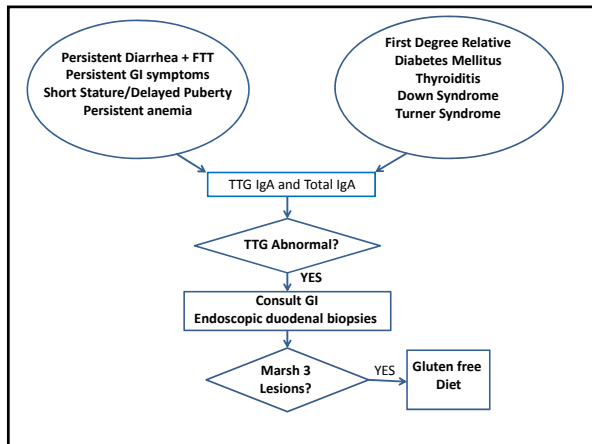 Persistent Diarrhea + FTT
Persistent GI symptoms
Short Stature/Delayed Puberty
Persistent anemia
First Degree Relative
Diabetes Mellitus
Thyroiditis
Down Syndrome
Turner Syndrome
TTG IgA and Total IgA
TTG Abnormal?
YES
Consult GI
Endoscopic duodenal biopsies
Marsh 3
Lesions?
YES
Gluten free
Diet